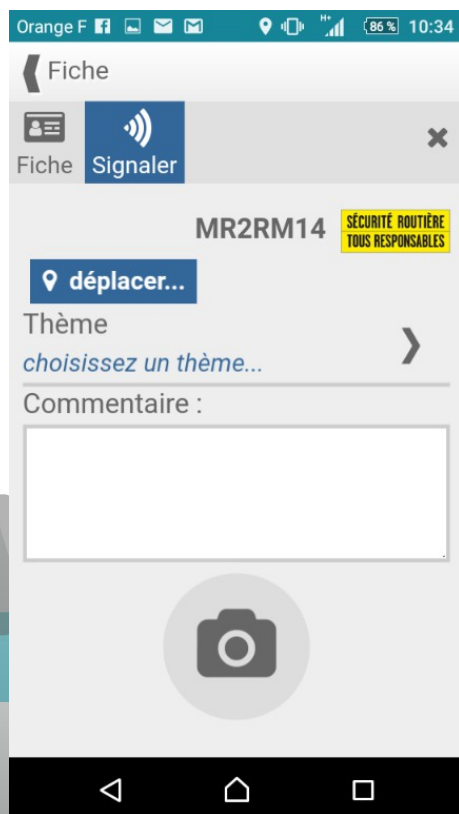 Orange F 86% 10:34
Fiche
Fiche Signaler
MR2RM14 SÉCURITÉ ROUTIÈRE
TOUS RESPONSABLES
déplacer...
Thème
choisissez un thème...
Commentaire :